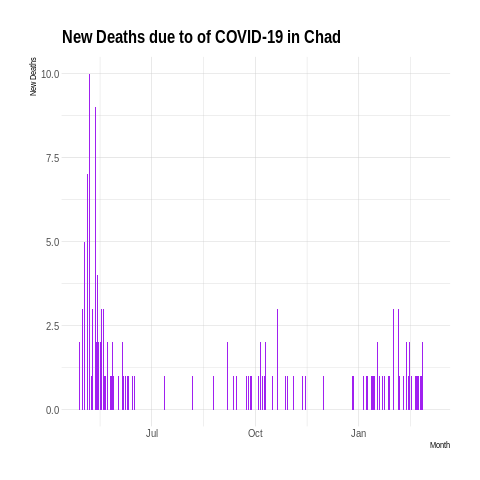 New Deaths due to of COVID-19 in Chad
New Deaths
10.0
7.5
5.0
2.5
0.0
Jul
Oct
Jan
Month